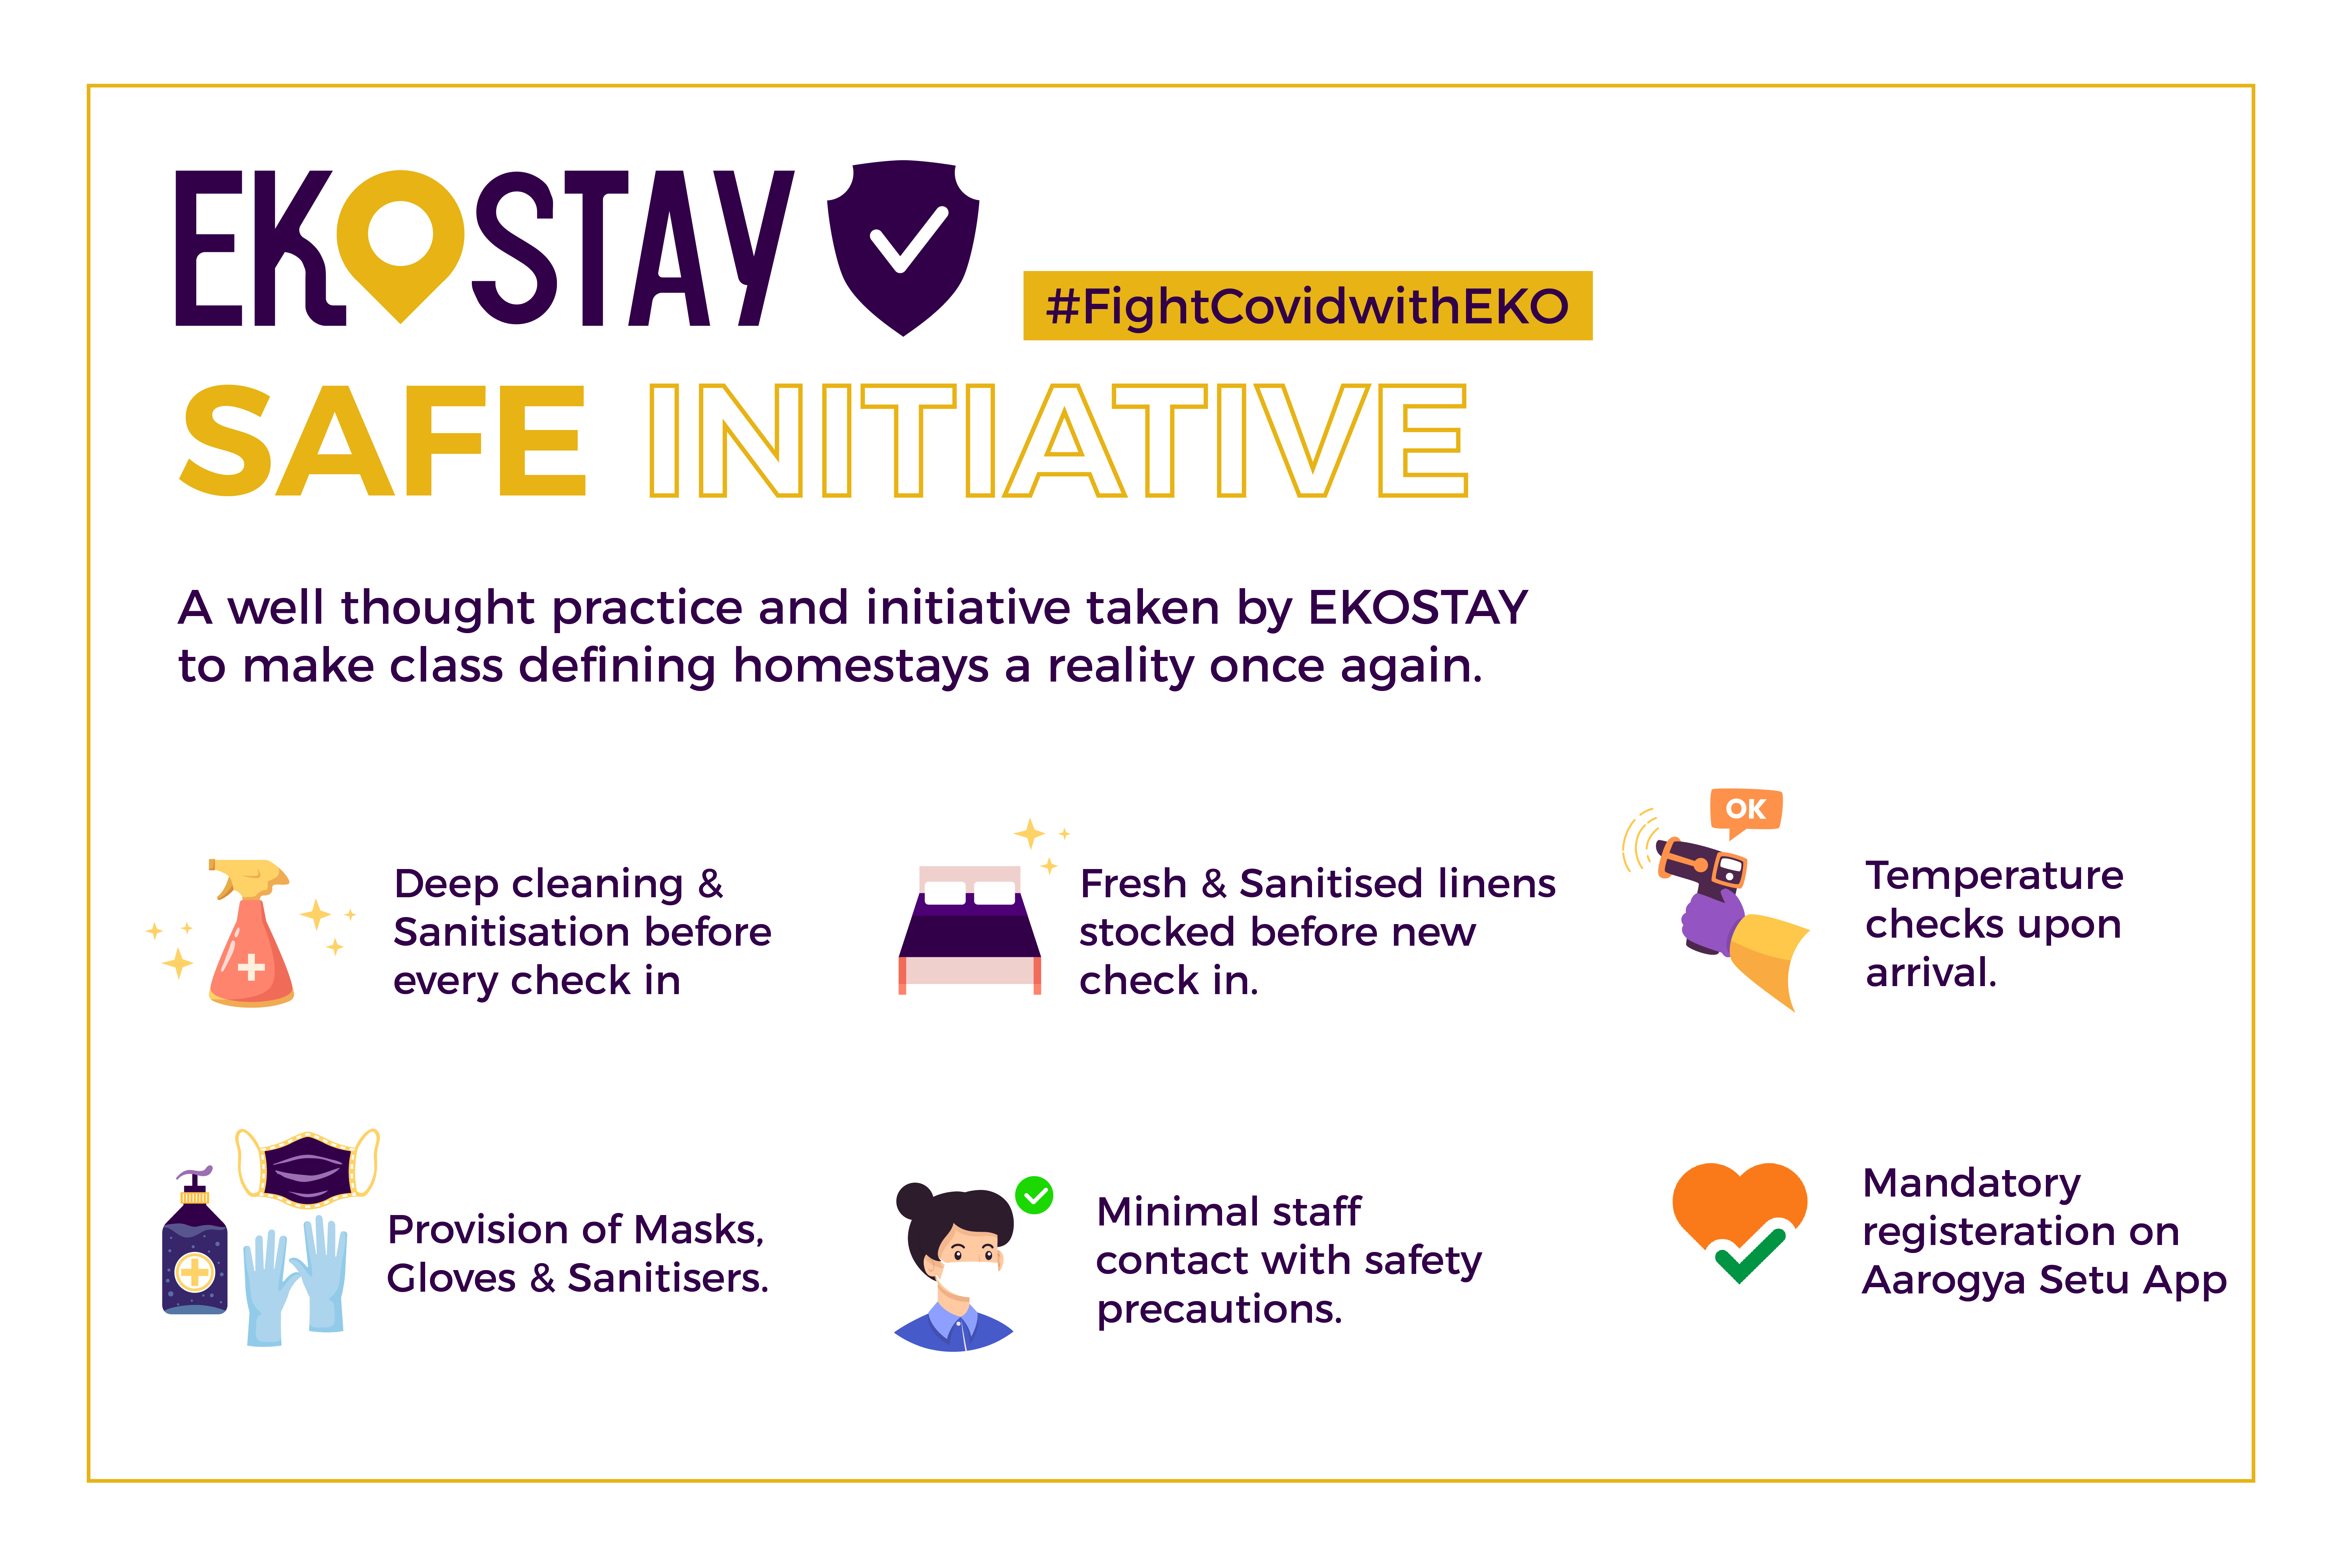 EKOSTAY
#FightCovidwithEKO
SAFE INITIATIVE
A well thought practice and initiative taken by EKOSTAY
to make class defining homestays a reality once again.
Deep cleaning &
Sanitisation before
every check in
Fresh & Sanitised linens
stocked before new
check in.
OK
Temperature
checks upon
arrival.
Provision of Masks,
Gloves & Sanitisers.
Minimal staff
contact with safety
precautions.
Mandatory
registeration on
Aarogya Setu App